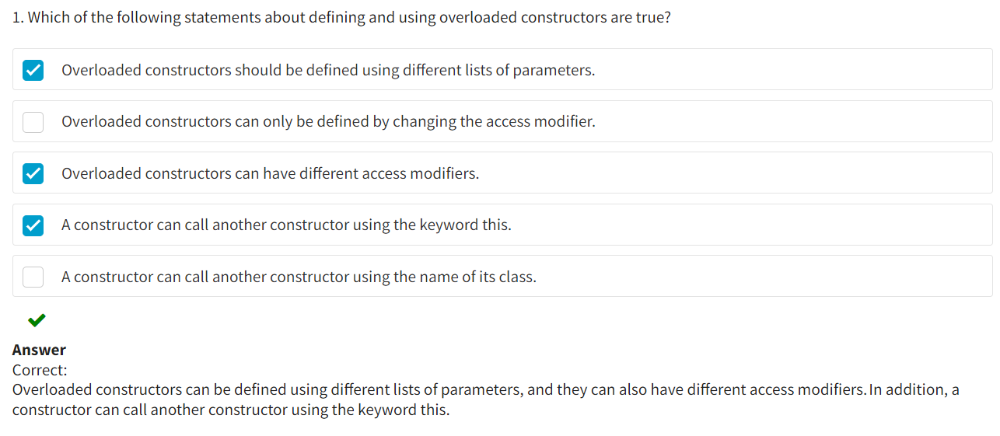 1. Which of the following statements about defining and using overloaded constructors are true?
Overloaded constructors should be defined using different lists of parameters.
Overloaded constructors can only be defined by changing the access modifier.
Overloaded constructors can have different access modifiers.
A constructor can call another constructor using the keyword this.
A constructor can call another constructor using the name of its class.
Answer
Correct:
Overloaded constructors can be defined using different lists of parameters, and they can also have different access modifiers. In addition, a
constructor can call another constructor using the keyword this.